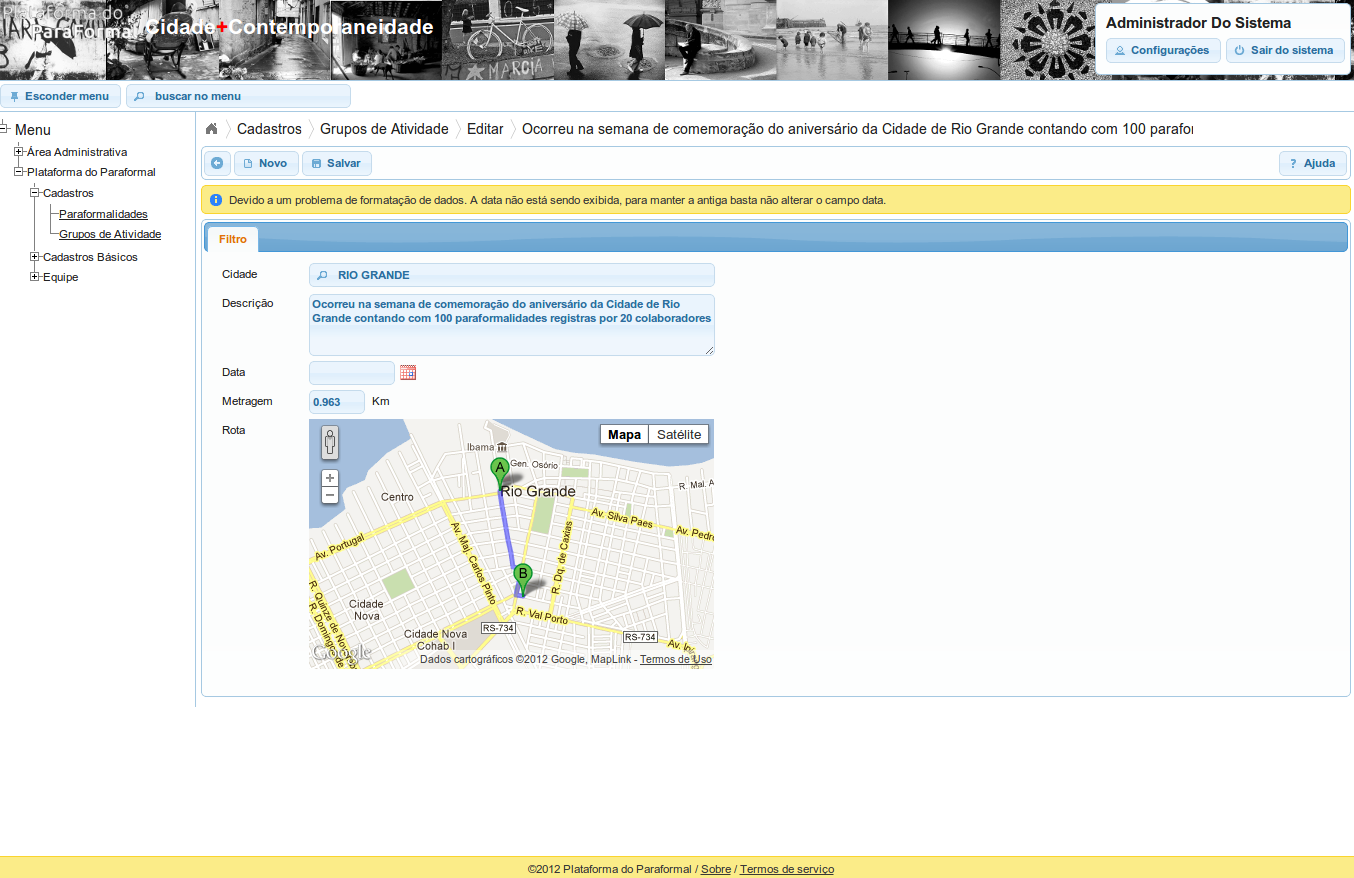 Plataforma do
ParaFormal
Cidade+Contemporaneidade
MARCIA
Administrador Do Sistema
Configurações
Sair do sistema
Esconder menu
buscar no menu
Menu
Área Administrativa
Plataforma do Paraformal
Cadastros
Paraformalidades
Grupos de Atividade
Cadastros Básicos
Equipe
Cadastros
Grupos de Atividade
Editar
Ocorreu na semana de comemoração do aniversário da Cidade de Rio Grande contando com 100 parafor
Novo
Salvar
? Ajuda
Devido a um problema de formatação de dados. A data não está sendo exibida, para manter a antiga basta não alterar o campo data.
Filtro
Cidade
RIO GRANDE
Descrição
Ocorreu na semana de comemoração do aniversário da Cidade de Rio
Grande contando com 100 paraformalidades registras por 20 colaboradores
Data
Metragem
0.963
Km
Rota
Mapa
Satélite
Ibama
A
Gen. Osório
Rio Grande
R. Mal. A
Centro
Av. Silva Paes
Av. Pedro
Av. Portugal
Av. Maj. Carlos Pinto
R. Dq. de Caxias
B
R. Quinze de Nov
R. Domingo
Cidade
Nova
R. Val Porto
RS-734
Cidade Nova
Cohab I
RS-734
Google
Dados cartográficos ©2012 Google, MapLink - Termos de Uso
©2012 Plataforma do Paraformal / Sobre / Termos de serviço